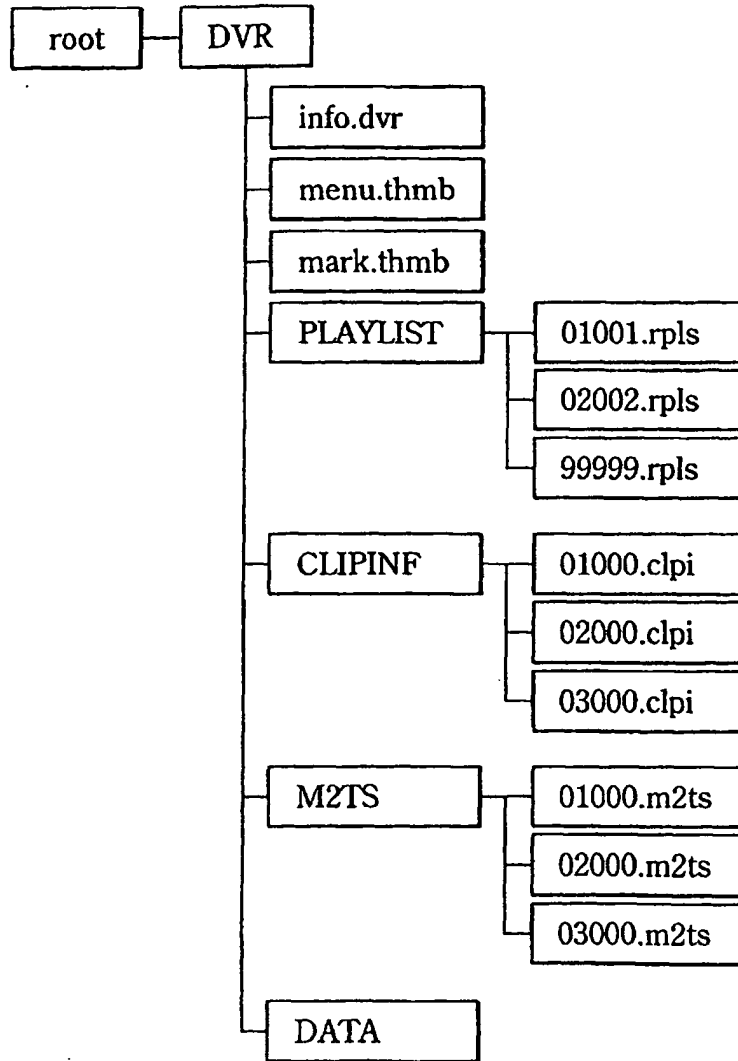 root DVR
info.dvr
menu.thmb
mark.thmb
PLAYLIST 01001.rpls
02002.rpls
99999.rpls
CLIPINF 01000.clpi
02000.clpi
03000.clpi
M2TS 01000.m2ts
02000.m2ts
03000.m2ts
DATA